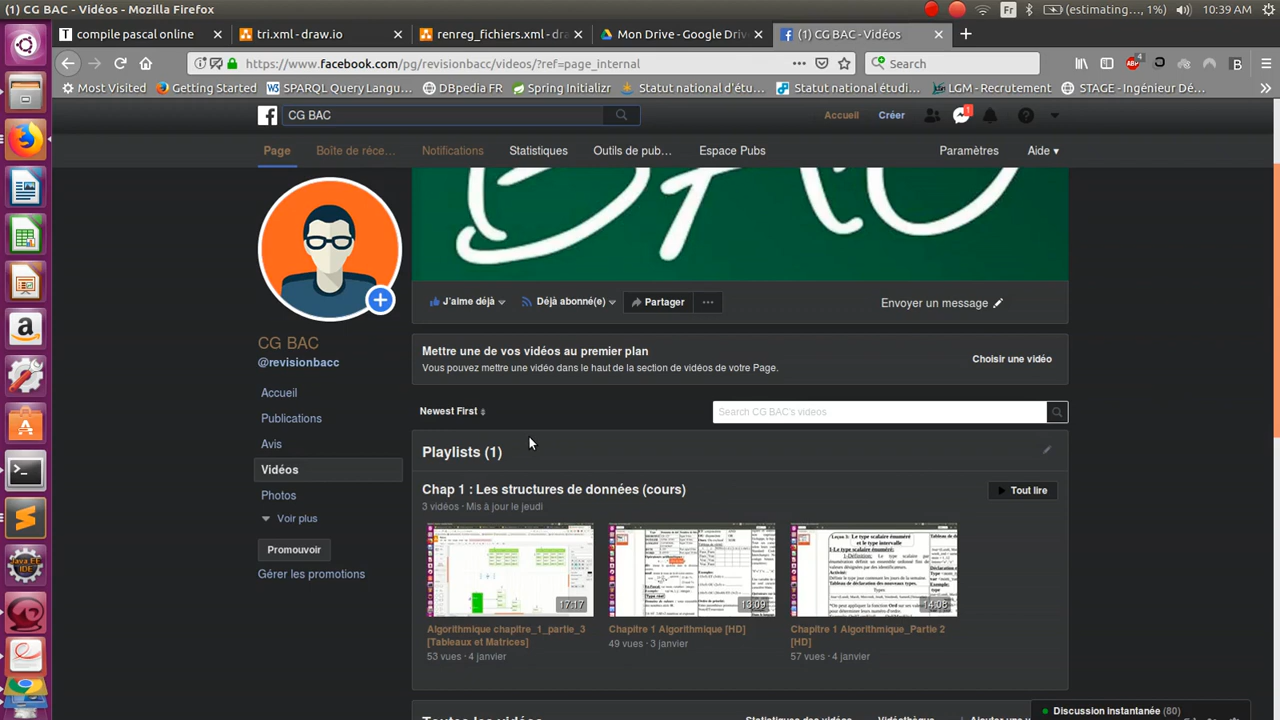 (1) CG BAC - Vidéos - Mozilla Firefox
Fr (estimating..., 1%) 10:39 AM
compile pascal online
tri.xml - draw.io
renreg_fichiers.xml - dr
Mon Drive - Google Driv
(1) CG BAC - Vidéos
https://www.facebook.com/pg/revisionbacc/videos/?ref=page_internal
Search
Most Visited
Getting Started
SPARQL Query Langu...
DBpedia FR
Spring Initializr
Statut national d'étu...
Statut national étudi...
LGM - Recrutement
STAGE - Ingénieur Dé...
CG BAC
Accueil
Créer
1
Page
Boîte de réce...
Notifications
Statistiques
Outils de pub...
Espace Pubs
Paramètres
Aide
BAC
J'aime déjà
Déjà abonné(e)
Partager
Envoyer un message
CG BAC
@revisionbacc
Accueil
Publications
Avis
Vidéos
Photos
Voir plus
Promouvoir
Gérer les promotions
Mettre une de vos vidéos au premier plan
Vous pouvez mettre une vidéo dans le haut de la section de vidéos de votre Page.
Choisir une vidéo
Newest First
Search CG BAC's videos
Playlists (1)
Chap 1 : Les structures de données (cours)
3 vidéos · Mis à jour le jeudi
Tout lire
17:17
13:09
14:08
Algorithmique chapitre_1_partie_3
[Tableaux et Matrices]
53 vues · 4 janvier
Chapitre 1 Algorithmique [HD]
49 vues · 3 janvier
Chapitre 1 Algorithmique_Partie 2
[HD]
57 vues · 4 janvier
Discussion instantanée (80)